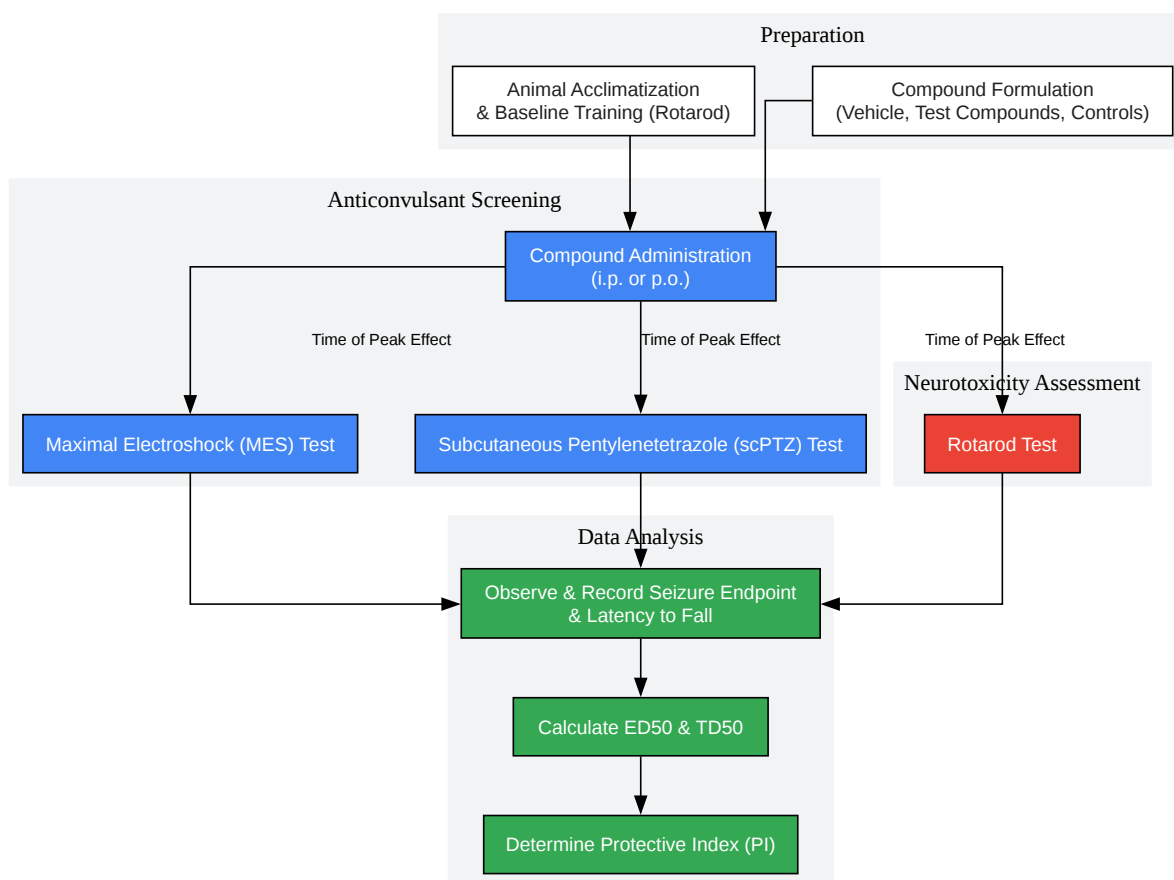 Preparation
Animal Acclimatization
& Baseline Training (Rotarod)
Compound Formulation
(Vehicle, Test Compounds, Controls)
Anticonvulsant Screening
Compound Administration
(i.p. or p.o.)
Time of Peak Effect
Time of Peak Effect
Time of Peak Effect
Neurotoxicity Assessment
Maximal Electroshock (MES) Test
Subcutaneous Pentylenetetrazole (scPTZ) Test
Rotarod Test
Data Analysis
Observe & Record Seizure Endpoint
& Latency to Fall
Calculate ED50 & TD50
Determine Protective Index (PI)